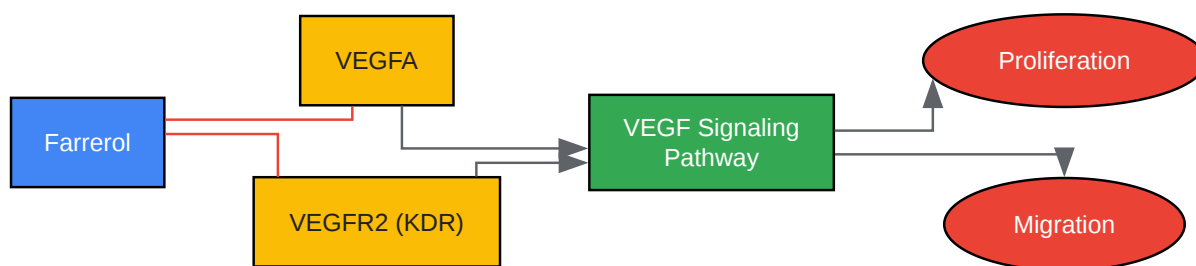 Farrerol
VEGFA
VEGFR2 (KDR)
VEGF Signaling
Pathway
Proliferation
Migration